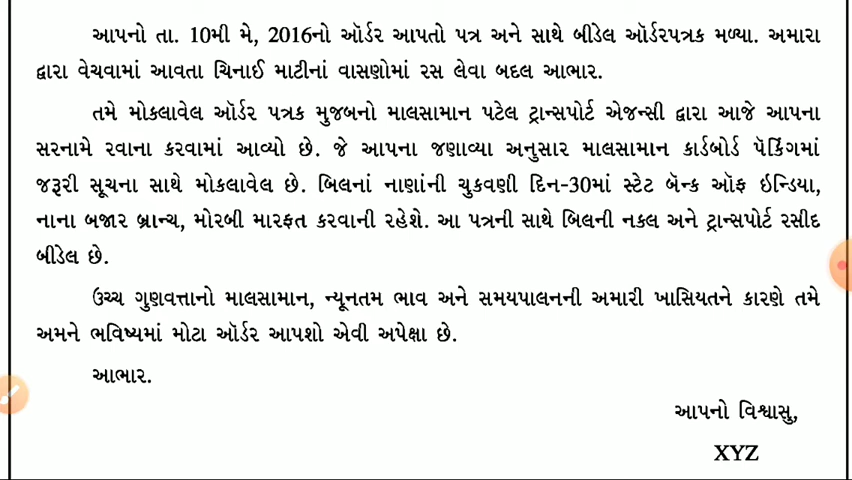 આપનો તા. 10મી મે, 2016નો ઑર્ડર આપતો પત્ર અને સાથે બીડેલ ઑર્ડરપત્રક મળ્યા. અમારા
દ્વારા વેચવામાં આવતા ચિનાઈ માટીનાં વાસણોમાં રસ લેવા બદલ આભાર.
તમે મોકલાવેલ ઑર્ડર પત્રક મુજબનો માલસામાન પટેલ ટ્રાન્સપોર્ટ એજન્સી દ્વારા આજે આપના
સરનામે રવાના કરવામાં આવ્યો છે. જે આપના જણાવ્યા અનુસાર માલસામાન કાર્ડબોર્ડ પૅકિંગમાં
જરૂરી સૂચના સાથે મોકલાવેલ છે. બિલનાં નાણાંની ચુકવણી દિન-30માં સ્ટેટ બૅન્ક ઑફ ઇન્ડિયા,
નાના બજાર બ્રાન્ચ, મોરબી મારફત કરવાની રહેશે. આ પત્રની સાથે બિલની નકલ અને ટ્રાન્સપોર્ટ રસીદ
બીડેલ છે.
ઉચ્ચ ગુણવત્તાનો માલસામાન, ન્યૂનતમ ભાવ અને સમયપાલનની અમારી ખાસિયતને કારણે તમે
અમને ભવિષ્યમાં મોટા ઑર્ડર આપશો એવી અપેક્ષા છે.
આભાર.
આપનો વિશ્વાસુ,
XYZ